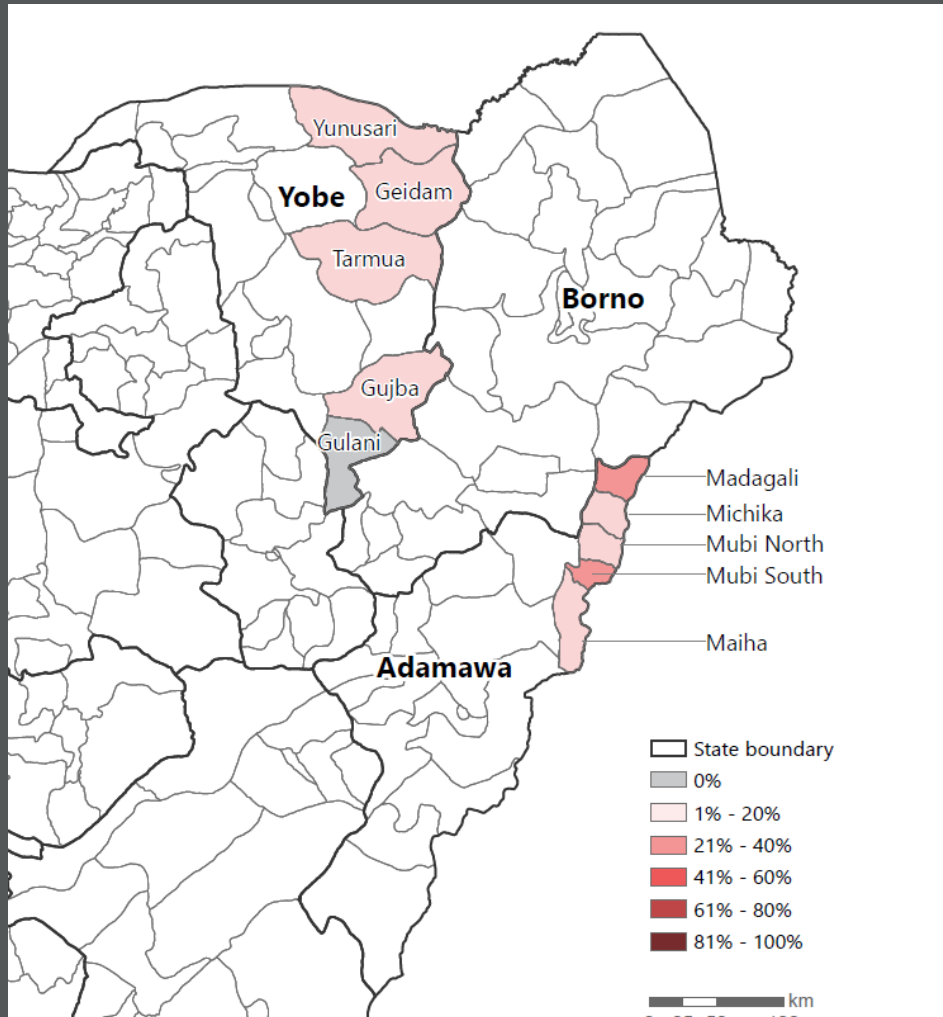 Yunusari
Yobe
Geidam
Tarmua
Borno
Gujba
Gulani
Madagali
Michika
Mubi North
Mubi South
Maiha
Adamawa
State boundary
0%
1% - 20%
21% - 40%
41% - 60%
61% - 80%
81% - 100%
km